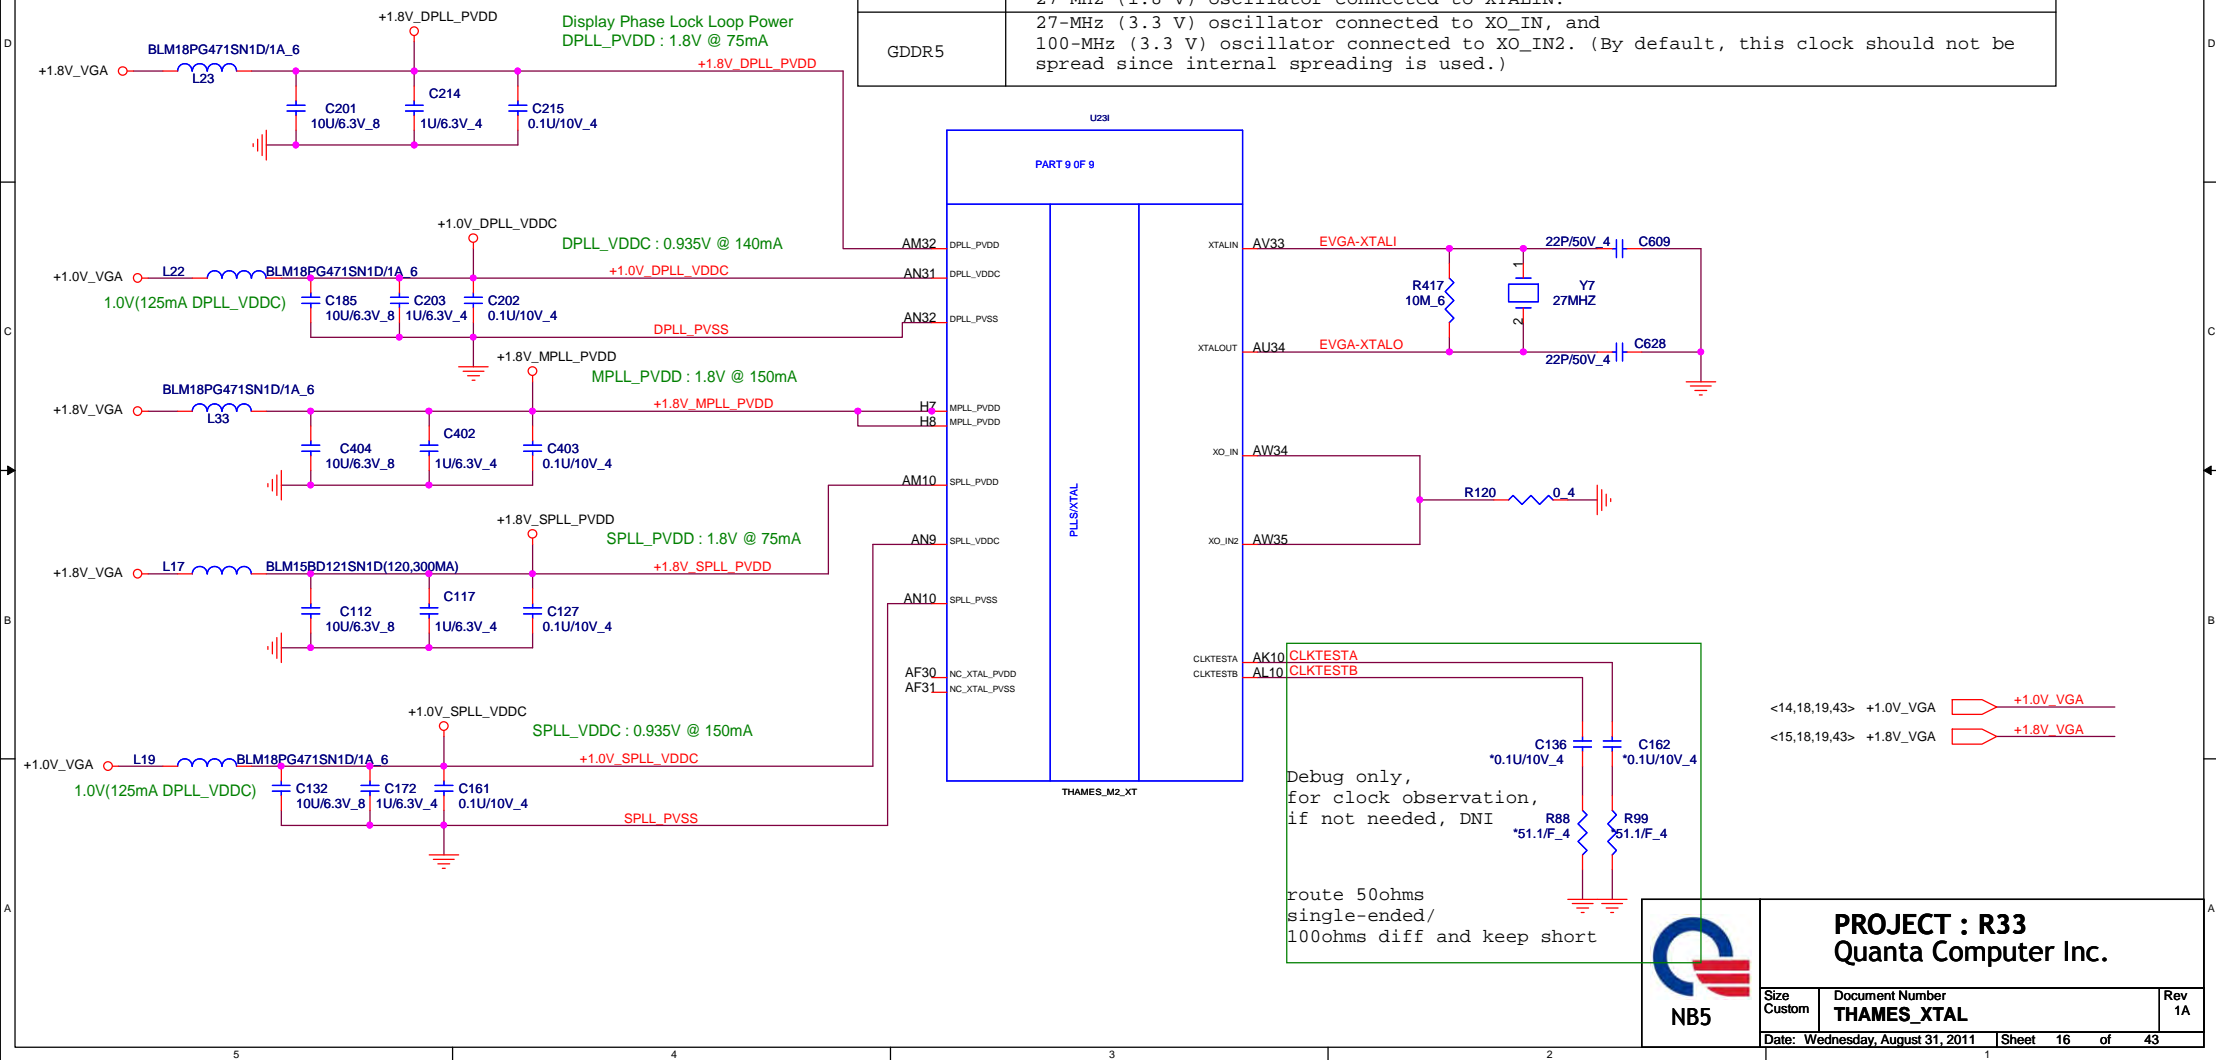 27-MHz (1.8 V) oscillator connected to XTALIN.
GDDR5
27-MHz (3.3 V) oscillator connected to XO_IN, and
100-MHz (3.3 V) oscillator connected to XO_IN2. (By default, this clock should not be
spread since internal spreading is used.)
D
D
+1.8V_DPLL_PVDD
Display Phase Lock Loop Power
DPLL_PVDD : 1.8V @ 75mA
BLM18PG471SN1D/1A_6
+1.8V_VGA
L23
+1.8V_DPLL_PVDD
C201
10U/6.3V_8
C214
1U/6.3V_4
C215
0.1U/10V_4
U23I
PART 9 0F 9
+1.0V_DPLL_VDDC
DPLL_VDDC : 0.935V @ 140mA
+1.0V_VGA
L22
BLM18PG471SN1D/1A_6
+1.0V_DPLL_VDDC
1.0V(125mA DPLL_VDDC)
C185
10U/6.3V_8
C203
1U/6.3V_4
C202
0.1U/10V_4
DPLL_PVSS
AM32 DPLL_PVDD
AN31 DPLL_VDDC
AN32 DPLL_PVSS
XTALIN AV33 EVGA-XTALI
22P/50V_4 C609
R417
10M_6
1
2
Y7
27MHZ
XTALOUT AU34 EVGA-XTALO
22P/50V_4 C628
C
C
+1.8V_MPLL_PVDD
MPLL_PVDD : 1.8V @ 150mA
BLM18PG471SN1D/1A_6
+1.8V_VGA
L33
+1.8V_MPLL_PVDD
C404
10U/6.3V_8
C402
1U/6.3V_4
C403
0.1U/10V_4
H7 MPLL_PVDD
H8 MPLL_PVDD
XO_IN AW34
R120 0_4
XO_IN2 AW35
AM10 SPLL_PVDD
AN9 SPLL_VDDC
AN10 SPLL_PVSS
PLLS/XTAL
+1.8V_SPLL_PVDD
SPLL_PVDD : 1.8V @ 75mA
+1.8V_VGA
L17
BLM15BD121SN1D(120,300MA)
+1.8V_SPLL_PVDD
C112
10U/6.3V_8
C117
1U/6.3V_4
C127
0.1U/10V_4
B
B
AF30 NC_XTAL_PVDD
AF31 NC_XTAL_PVSS
CLKTESTA AK10 CLKTESTA
CLKTESTB AL10 CLKTESTB
<14,18,19,43> +1.0V_VGA +1.0V_VGA
<15,18,19,43> +1.8V_VGA +1.8V_VGA
+1.0V_SPLL_VDDC
SPLL_VDDC : 0.935V @ 150mA
+1.0V_VGA
L19
BLM18PG471SN1D/1A_6
+1.0V_SPLL_VDDC
1.0V(125mA DPLL_VDDC)
C132
10U/6.3V_8
C172
1U/6.3V_4
C161
0.1U/10V_4
SPLL_PVSS
THAMES_M2_XT
C136
*0.1U/10V_4
C162
*0.1U/10V_4
Debug only,
for clock observation,
if not needed, DNI
R88
*51.1/F_4
R99
*51.1/F_4
route 50ohms
single-ended/
100ohms diff and keep short
A
A
NB5
PROJECT : R33
Quanta Computer Inc.
Size
Custom
Document Number
THAMES_XTAL
Rev
1A
Date: Wednesday, August 31, 2011
Sheet 16 of 43
5
4
3
2
1